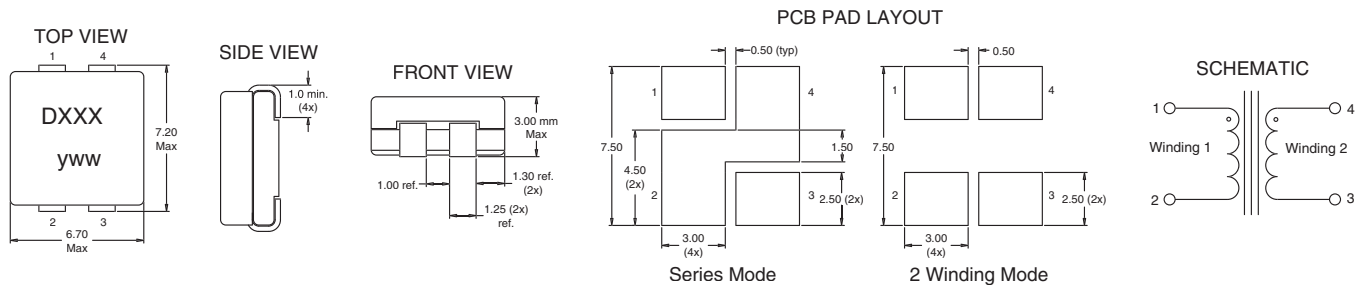 PCB PAD LAYOUT
TOP VIEW
1 4
DXXX
yww
7.20
Max
2 3
6.70
Max
SIDE VIEW
1.0 min.
(4x)
FRONT VIEW
3.00 mm
Max
1.00 ref.
1.30 ref.
(2x)
1.25 (2x)
ref.
0.50 (typ)
1
4
7.50
4.50
(2x)
1.50
2
3
2.50 (2x)
3.00
(4x)
Series Mode
0.50
1
4
7.50
2
3
2.50 (2x)
3.00
(4x)
2 Winding Mode
SCHEMATIC
1 4
Winding 1 Winding 2
2 3